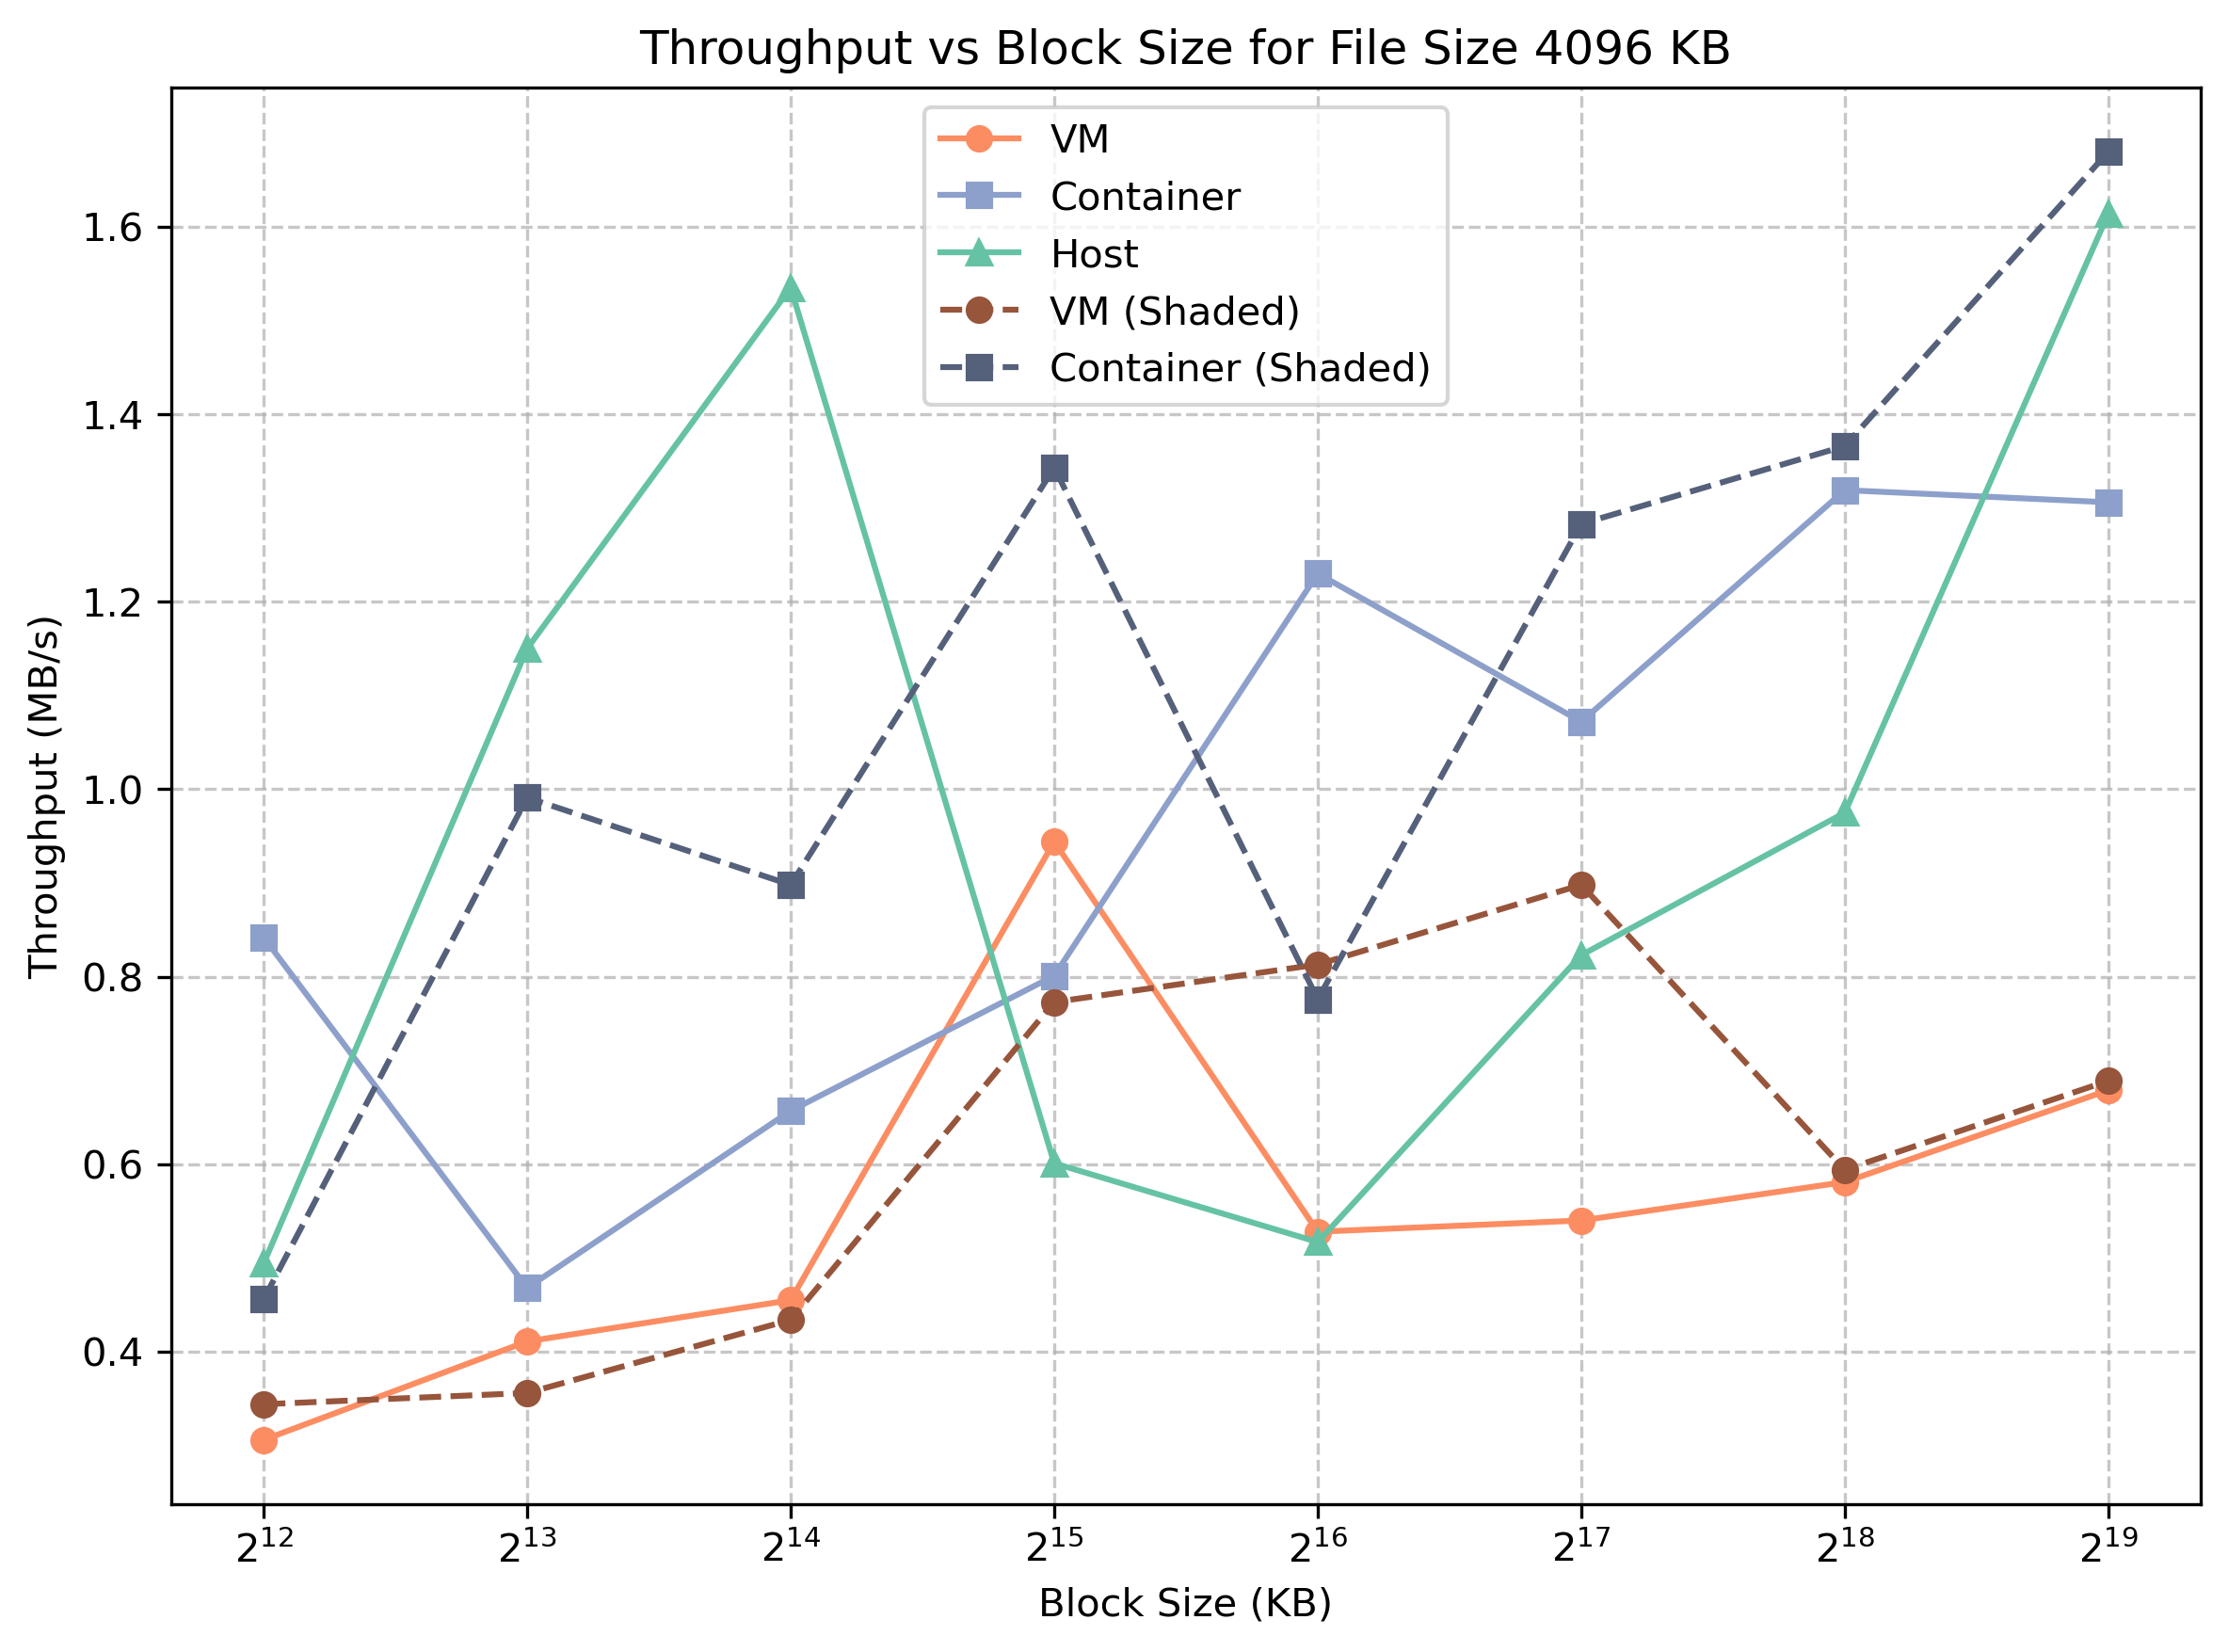 Throughput vs Block Size for File Size 4096 KB
VM
Container
Host
VM (Shaded)
Container (Shaded)
Throughput (MB/s)
1.6
1.4
1.2
1.0
0.8
0.6
0.4
2¹² 2¹³ 2¹⁴ 2¹⁵ 2¹⁶ 2¹⁷ 2¹⁸ 2¹⁹
Block Size (KB)